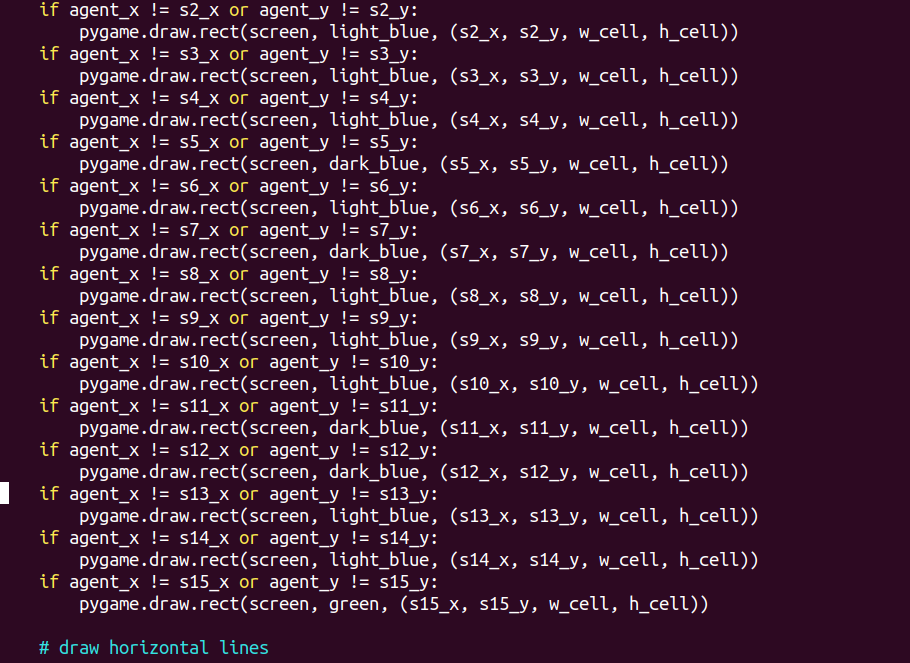 if agent_x != s2_x or agent_y != s2_y:
    pygame.draw.rect(screen, light_blue, (s2_x, s2_y, w_cell, h_cell))
if agent_x != s3_x or agent_y != s3_y:
    pygame.draw.rect(screen, light_blue, (s3_x, s3_y, w_cell, h_cell))
if agent_x != s4_x or agent_y != s4_y:
    pygame.draw.rect(screen, light_blue, (s4_x, s4_y, w_cell, h_cell))
if agent_x != s5_x or agent_y != s5_y:
    pygame.draw.rect(screen, dark_blue, (s5_x, s5_y, w_cell, h_cell))
if agent_x != s6_x or agent_y != s6_y:
    pygame.draw.rect(screen, light_blue, (s6_x, s6_y, w_cell, h_cell))
if agent_x != s7_x or agent_y != s7_y:
    pygame.draw.rect(screen, dark_blue, (s7_x, s7_y, w_cell, h_cell))
if agent_x != s8_x or agent_y != s8_y:
    pygame.draw.rect(screen, light_blue, (s8_x, s8_y, w_cell, h_cell))
if agent_x != s9_x or agent_y != s9_y:
    pygame.draw.rect(screen, light_blue, (s9_x, s9_y, w_cell, h_cell))
if agent_x != s10_x or agent_y != s10_y:
    pygame.draw.rect(screen, light_blue, (s10_x, s10_y, w_cell, h_cell))
if agent_x != s11_x or agent_y != s11_y:
    pygame.draw.rect(screen, dark_blue, (s11_x, s11_y, w_cell, h_cell))
if agent_x != s12_x or agent_y != s12_y:
    pygame.draw.rect(screen, dark_blue, (s12_x, s12_y, w_cell, h_cell))
if agent_x != s13_x or agent_y != s13_y:
    pygame.draw.rect(screen, light_blue, (s13_x, s13_y, w_cell, h_cell))
if agent_x != s14_x or agent_y != s14_y:
    pygame.draw.rect(screen, light_blue, (s14_x, s14_y, w_cell, h_cell))
if agent_x != s15_x or agent_y != s15_y:
    pygame.draw.rect(screen, green, (s15_x, s15_y, w_cell, h_cell))

# draw horizontal lines